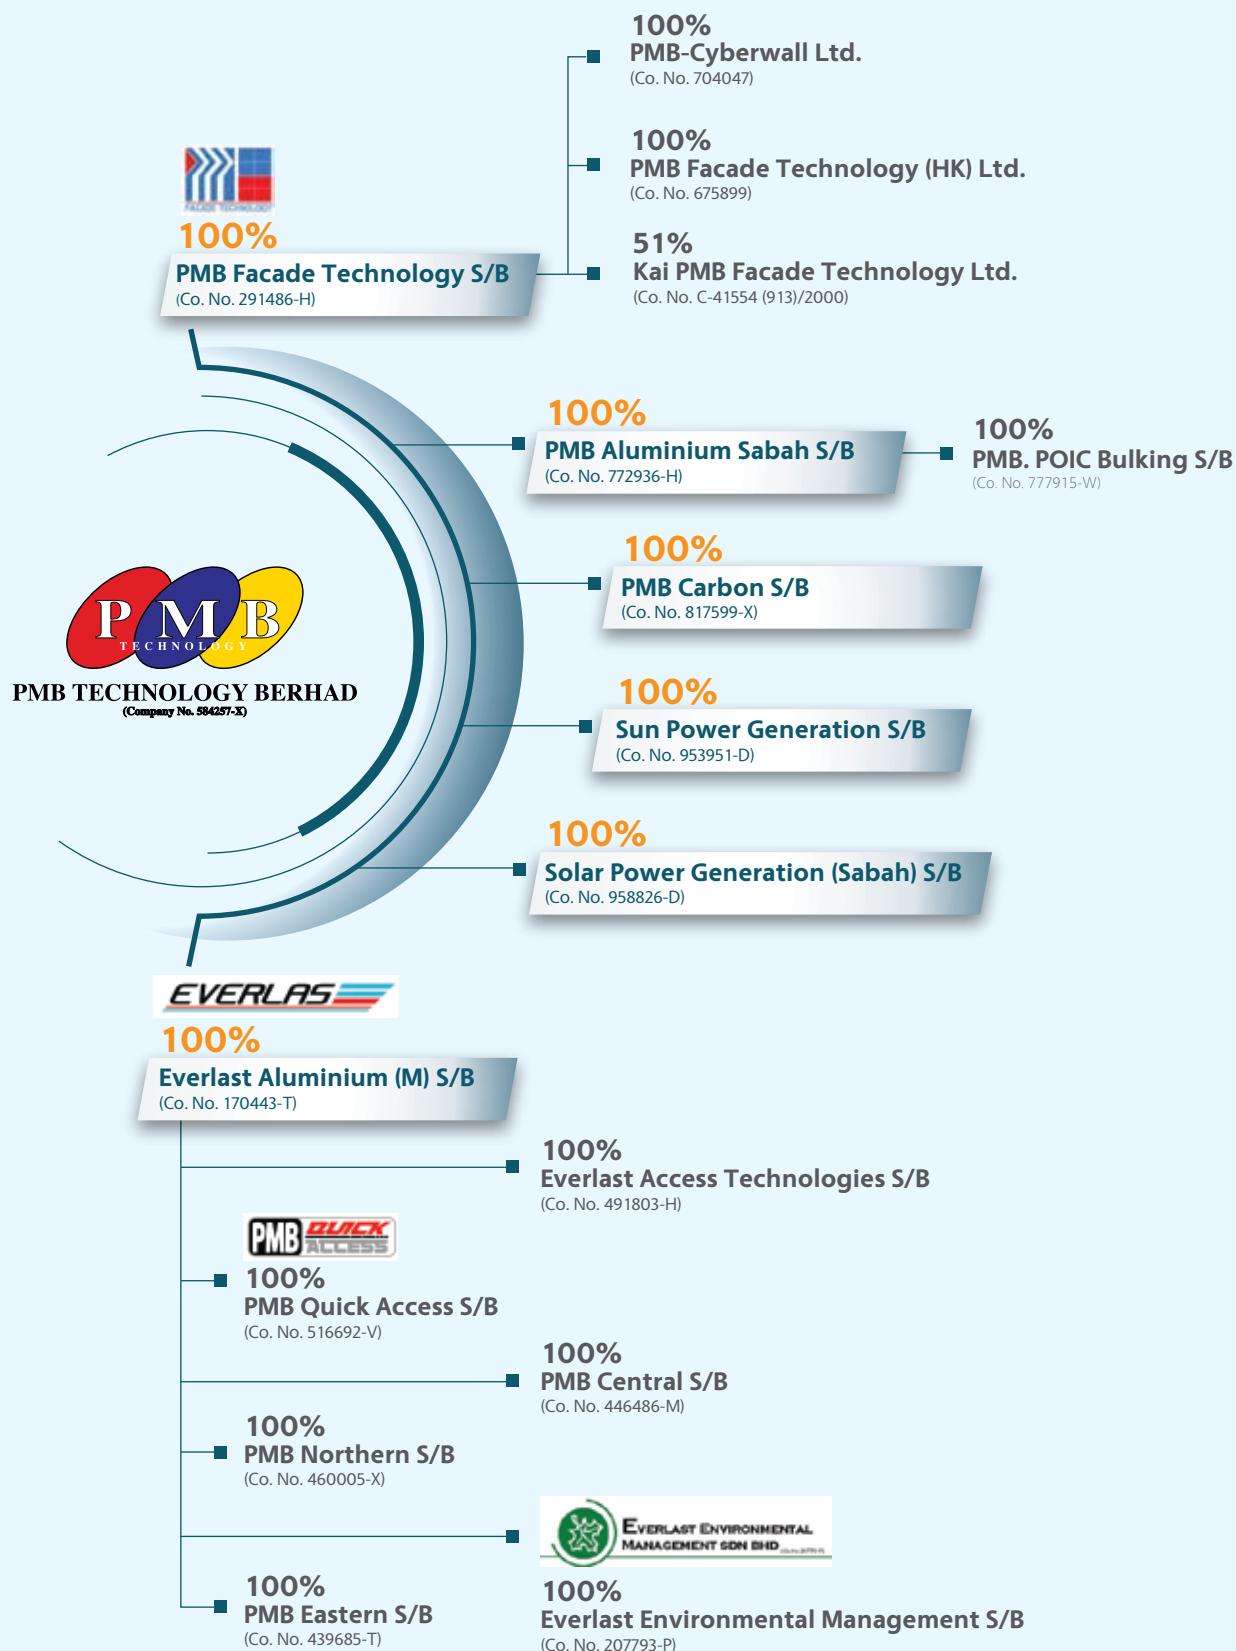 100%
PMB-Cyberwall Ltd.
(Co. No. 704047)
100%
PMB Facade Technology (HK) Ltd.
(Co. No. 675899)
FACADE TECHNOLOGY
100%
PMB Facade Technology S/B
(Co. No. 291486-H)
51%
Kai PMB Facade Technology Ltd.
(Co. No. C-41554 (913)/2000)
100%
PMB Aluminium Sabah S/B
(Co. No. 772936-H)
100%
PMB. POIC Bulking S/B
(Co. No. 777915-W)
100%
PMB Carbon S/B
(Co. No. 817599-X)
PMB
TECHNOLOGY
PMB TECHNOLOGY BERHAD
(Company No. 584257-X)
100%
Sun Power Generation S/B
(Co. No. 953951-D)
100%
Solar Power Generation (Sabah) S/B
(Co. No. 958826-D)
EVERLAS
100%
Everlast Aluminium (M) S/B
(Co. No. 170443-T)
100%
Everlast Access Technologies S/B
(Co. No. 491803-H)
PMB QUICK
ACCESS
100%
PMB Quick Access S/B
(Co. No. 516692-V)
100%
PMB Central S/B
(Co. No. 446486-M)
100%
PMB Northern S/B
(Co. No. 460005-X)
EVERLAST ENVIRONMENTAL
MANAGEMENT SDN BHD
100%
PMB Eastern S/B
(Co. No. 439685-T)
100%
Everlast Environmental Management S/B
(Co. No. 207793-P)